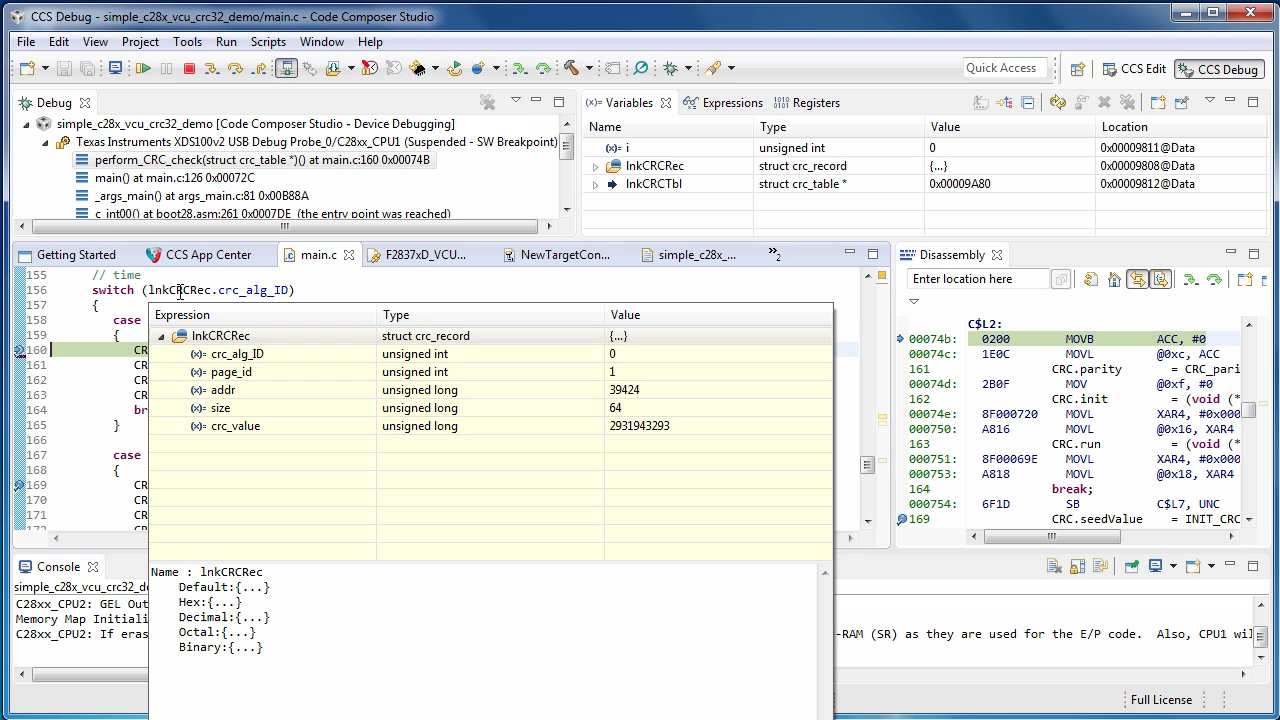 CCS Debug - simple_c28x_vcu_crc32_demo/main.c - Code Composer Studio
File Edit View Project Tools Run Scripts Window Help
Quick Access
CCS Edit
CCS Debug
Debug
simple_c28x_vcu_crc32_demo [Code Composer Studio - Device Debugging]
Texas Instruments XDS100v2 USB Debug Probe_0/C28xx_CPU1 (Suspended - SW Breakpoint)
perform_CRC_check(struct crc_table *)() at main.c:160 0x00074B
main() at main.c:126 0x00072C
_args_main() at args_main.c:81 0x00B88A
c_int00() at boot28.asm:261 0x0007DE (the entry point was reached)
(x)= Variables
Expressions
Registers
Name Type Value Location
(x)= i unsigned int 0 0x00009811@Data
lnkCRCRec struct crc_record {...} 0x00009808@Data
lnkCRCTbl struct crc_table * 0x00009A80 0x00009812@Data
Getting Started
CCS App Center
main.c
F2837xD_VCU...
NewTargetCon...
simple_c28x_...
»2
155 // time
156 switch (lnkCRCRec.crc_alg_ID)
157 {
158 case
159 {
160 CR
161 CR
162 CR
163 CR
164 br
165 }
166
167 case
168 {
169 CR
170 CR
171 CR
172 CR
Expression Type Value
lnkCRCRec struct crc_record {...}
(x)= crc_alg_ID unsigned int 0
(x)= page_id unsigned int 1
(x)= addr unsigned long 39424
(x)= size unsigned long 64
(x)= crc_value unsigned long 2931943293
Name : lnkCRCRec
Default:{...}
Hex:{...}
Decimal:{...}
Octal:{...}
Binary:{...}
Disassembly
Enter location here
C$L2:
00074b: 0200 MOVB ACC, #0
00074c: 1E0C MOVL @0xc, ACC
161 CRC.parity = CRC_pari
00074d: 2B0F MOV @0xf, #0
162 CRC.init = (void (*
00074e: 8F000720 MOVL XAR4, #0x000
000750: A816 MOVL @0x16, XAR4
163 CRC.run = (void (*
000751: 8F00069E MOVL XAR4, #0x000
000753: A818 MOVL @0x18, XAR4
164 break;
000754: 6F1D SB C$L7, UNC
169 CRC.seedValue = INIT_CRC
Console
simple_c28x_vcu_crc32_de
C28xx_CPU2: GEL Out
Memory Map Initiali
C28xx_CPU2: If eras
-RAM (SR) as they are used for the E/P code. Also, CPU1 wil
Full License